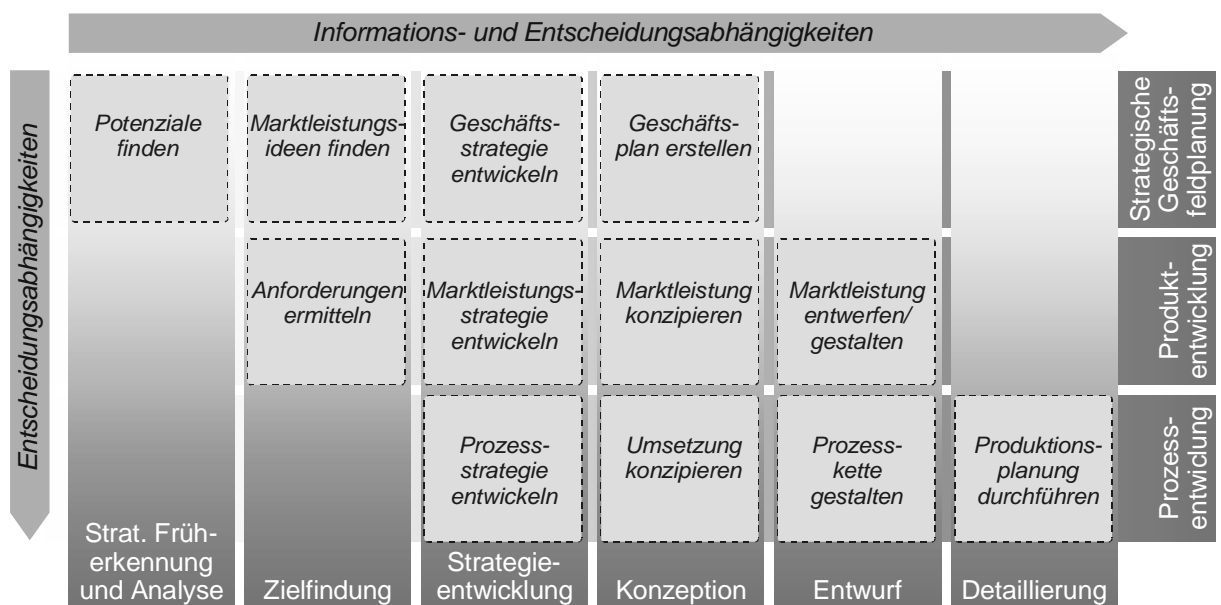 Informations- und Entscheidungsabhängigkeiten
Entscheidungsabhängigkeiten
Potenziale
finden
Marktleistungs-
ideen finden
Geschäfts-
strategie
entwickeln
Geschäfts-
plan erstellen
Strategische
Geschäfts-
feldplanung
Anforderungen
ermitteln
Marktleistungs-
strategie
entwickeln
Marktleistung
konzipieren
Marktleistung
entwerfen/
gestalten
Produkt-
entwicklung
Prozess-
strategie
entwickeln
Umsetzung
konzipieren
Prozess-
kette
gestalten
Produktions-
planung
durchführen
Prozess-
entwiclung
Strat. Früh-
erkennung
und Analyse
Zielfindung
Strategie-
entwicklung
Konzeption
Entwurf
Detaillierung